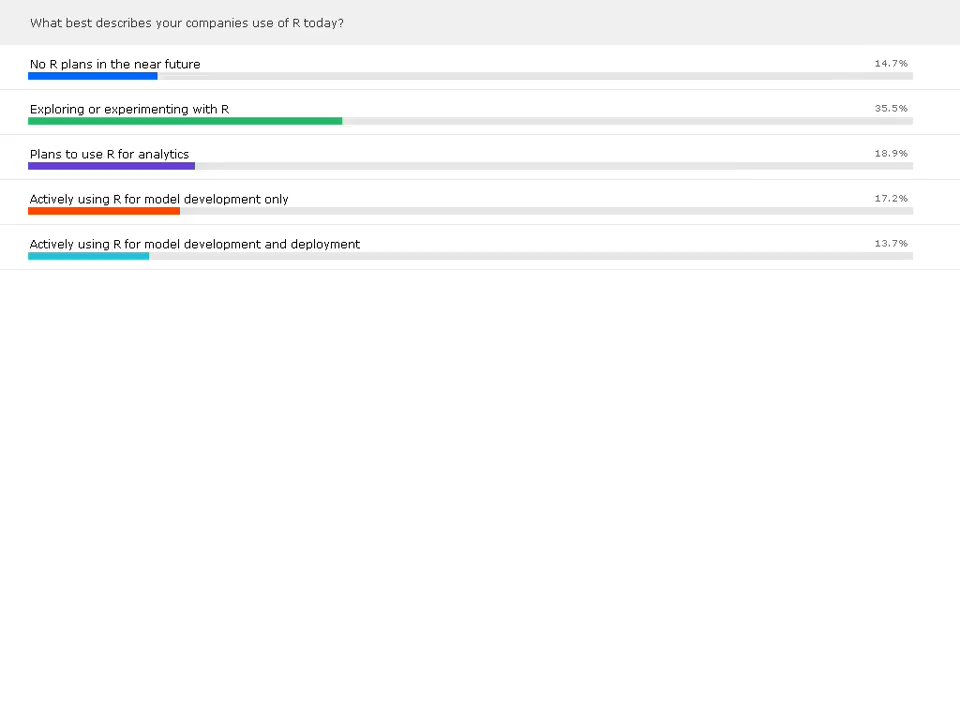 What best describes your companies use of R today?
No R plans in the near future 14.7%
Exploring or experimenting with R 35.5%
Plans to use R for analytics 18.9%
Actively using R for model development only 17.2%
Actively using R for model development and deployment 13.7%